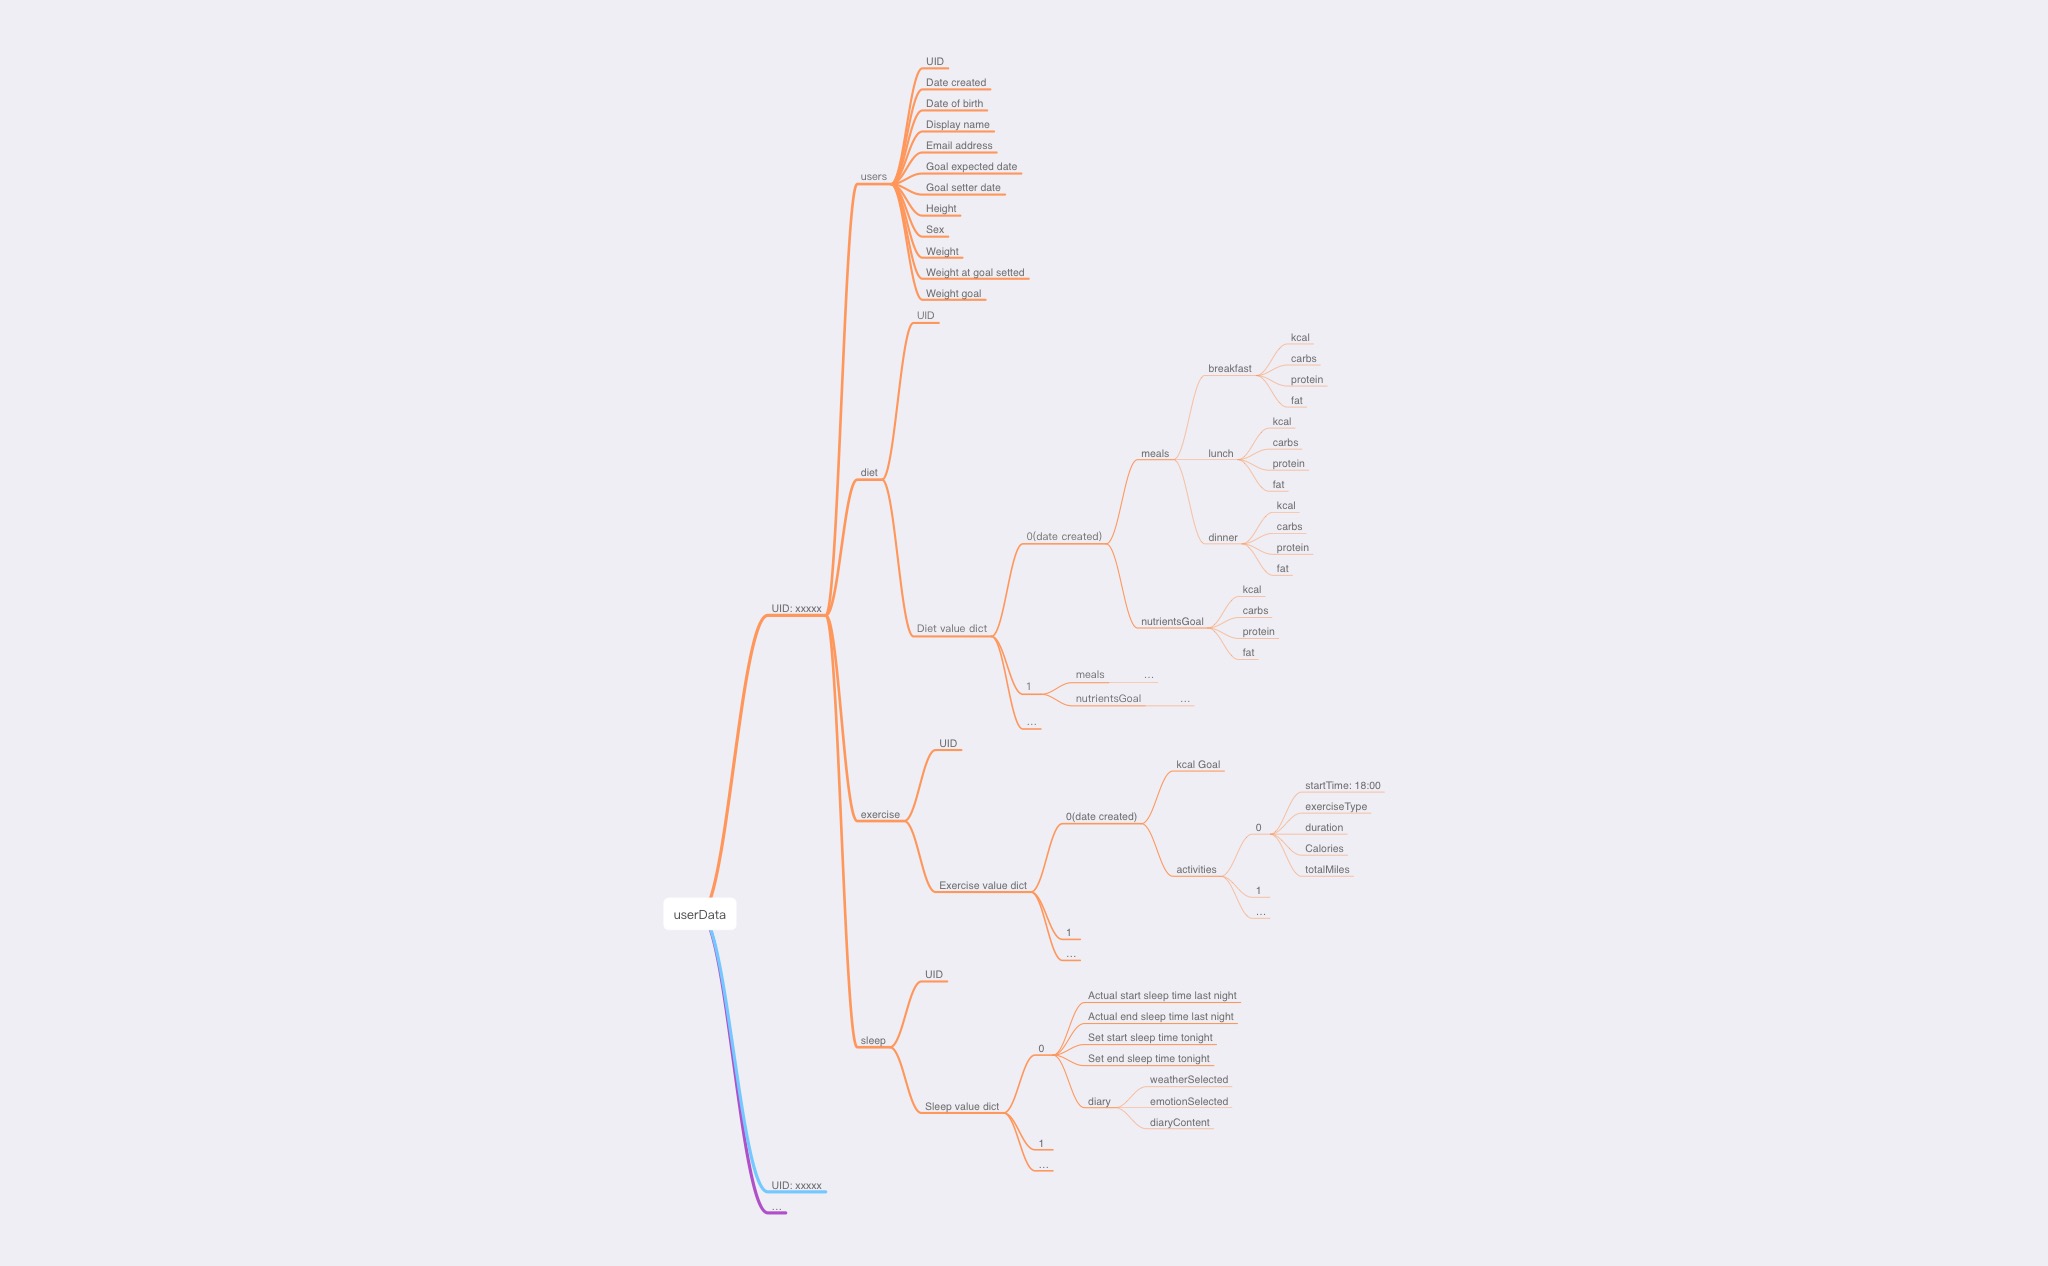 userData
UID: xxxxx
users
UID
Date created
Date of birth
Display name
Email address
Goal expected date
Goal setter date
Height
Sex
Weight
Weight at goal setted
Weight goal
diet
UID
Diet value dict
0(date created)
meals
breakfast
kcal
carbs
protein
fat
lunch
kcal
carbs
protein
fat
dinner
kcal
carbs
protein
fat
nutrientsGoal
kcal
carbs
protein
fat
1
meals
...
nutrientsGoal
...
...
exercise
UID
Exercise value dict
0(date created)
kcal Goal
activities
0
startTime: 18:00
exerciseType
duration
Calories
totalMiles
1
...
1
...
sleep
UID
Sleep value dict
0
Actual start sleep time last night
Actual end sleep time last night
Set start sleep time tonight
Set end sleep time tonight
diary
weatherSelected
emotionSelected
diaryContent
1
...
UID: xxxxx
...